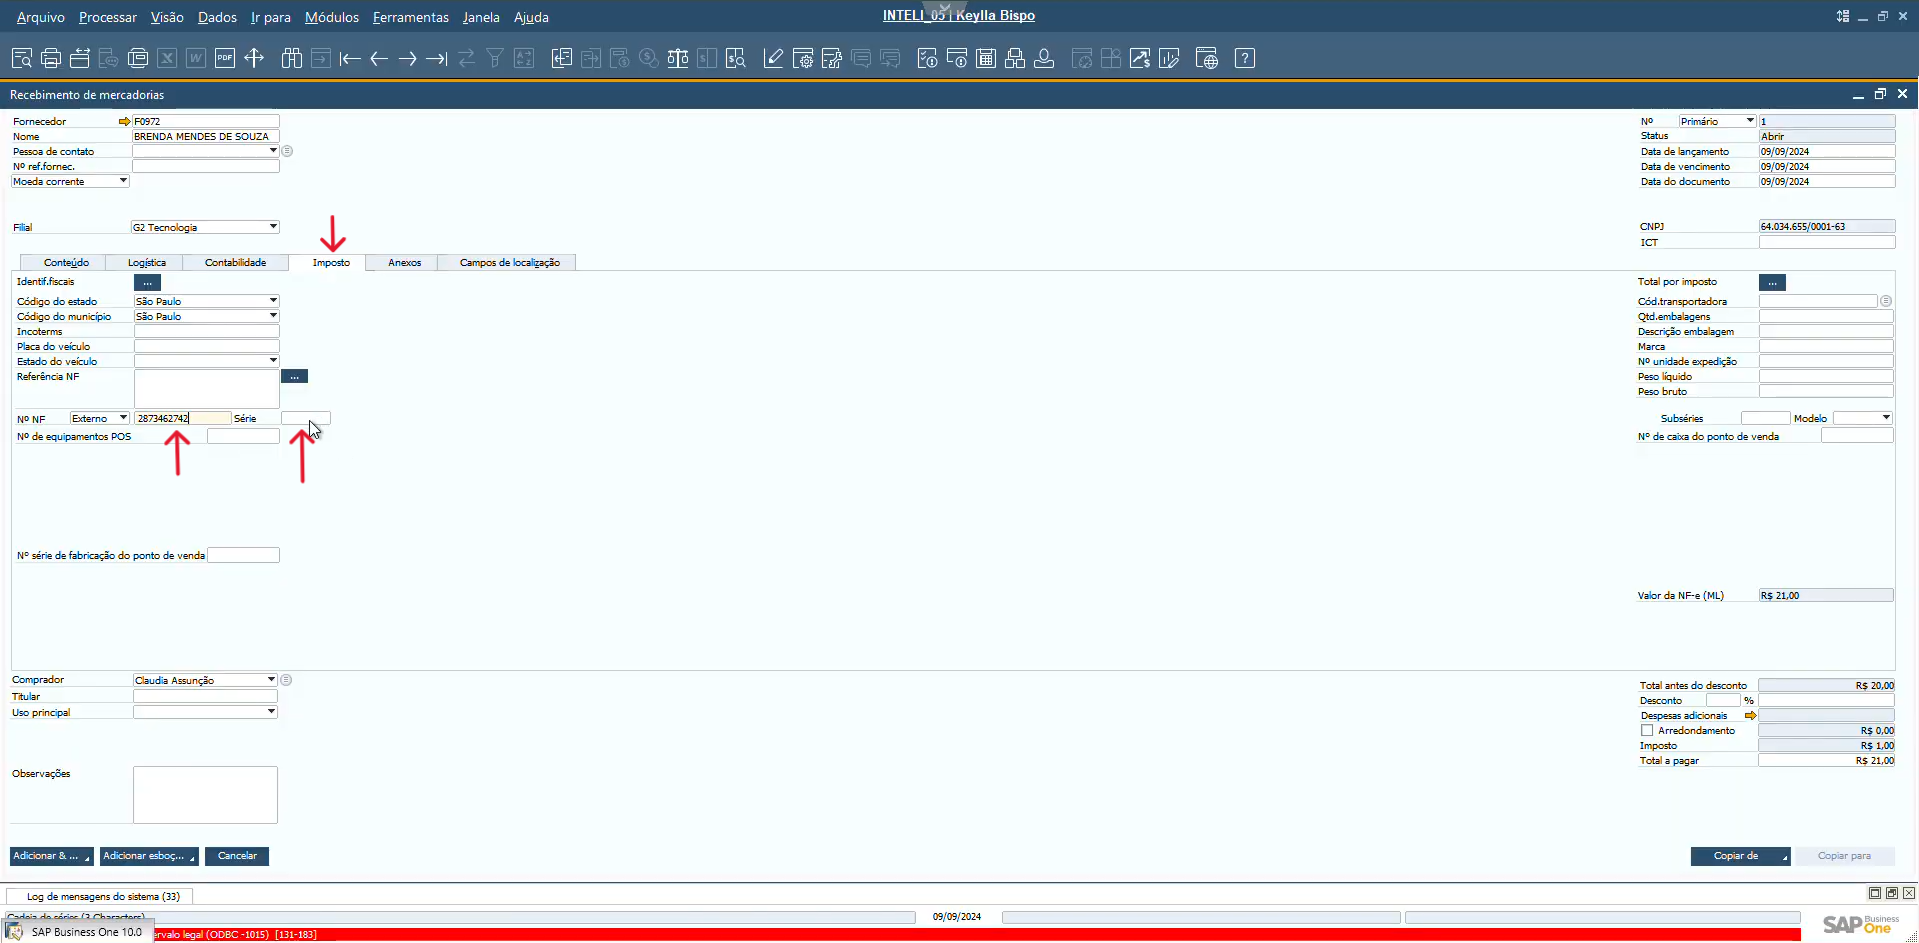 Arquivo Processar Visão Dados Ir para Módulos Ferramentas Janela Ajuda
INTELI_05 | Keylla Bispo
Recebimento de mercadorias
Fornecedor F0972
Nome BRENDA MENDES DE SOUZA
Pessoa de contato
Nº ref.fornec.
Moeda corrente
Filial G2 Tecnologia
Nº Primário 1
Status Abrir
Data de lançamento 09/09/2024
Data de vencimento 09/09/2024
Data do documento 09/09/2024
CNPJ 64.034.655/0001-63
ICT
Conteúdo Logística Contabilidade Imposto Anexos Campos de localização
Identif.fiscais ...
Código do estado São Paulo
Código do município São Paulo
Incoterms
Placa do veículo
Estado do veículo
Referência NF ...
Nº NF Externo 2873462742 Série
Nº de equipamentos POS
Nº série de fabricação do ponto de venda
Total por imposto ...
Cód.transportadora
Qtd.embalagens
Descrição embalagem
Marca
Nº unidade expedição
Peso líquido
Peso bruto
Subséries Modelo
Nº de caixa do ponto de venda
Valor da NF-e (ML) R$ 21,00
Comprador Claudia Assunção
Titular
Uso principal
Observações
Total antes do desconto R$ 20,00
Desconto %
Despesas adicionais
Arredondamento R$ 0,00
Imposto R$ 1,00
Total a pagar R$ 21,00
Adicionar & ... Adicionar esboç... Cancelar
Copiar de Copiar para
Log de mensagens do sistema (33)
Cadeia de séries (3 Characters) 09/09/2024
SAP Business One
SAP Business One 10.0 ervalo legal (ODBC -1015) [131-183]